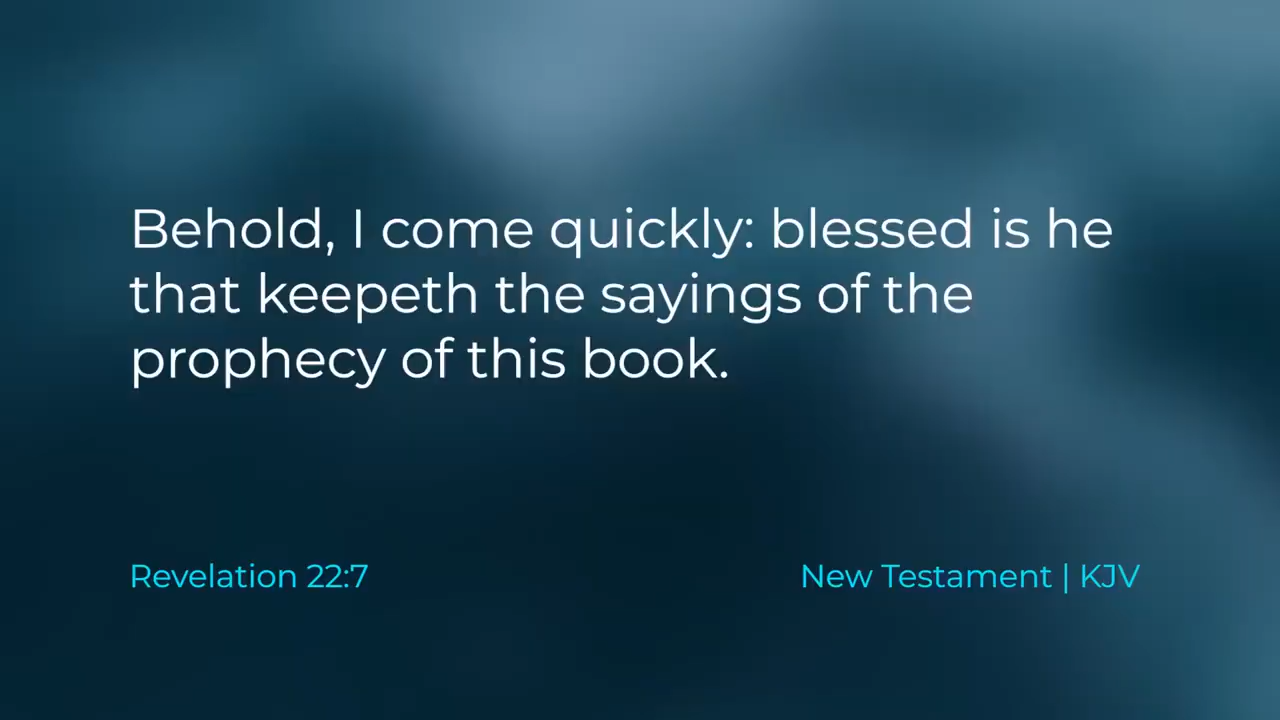 Behold, I come quickly: blessed is he
that keepeth the sayings of the
prophecy of this book.
Revelation 22:7
New Testament | KJV